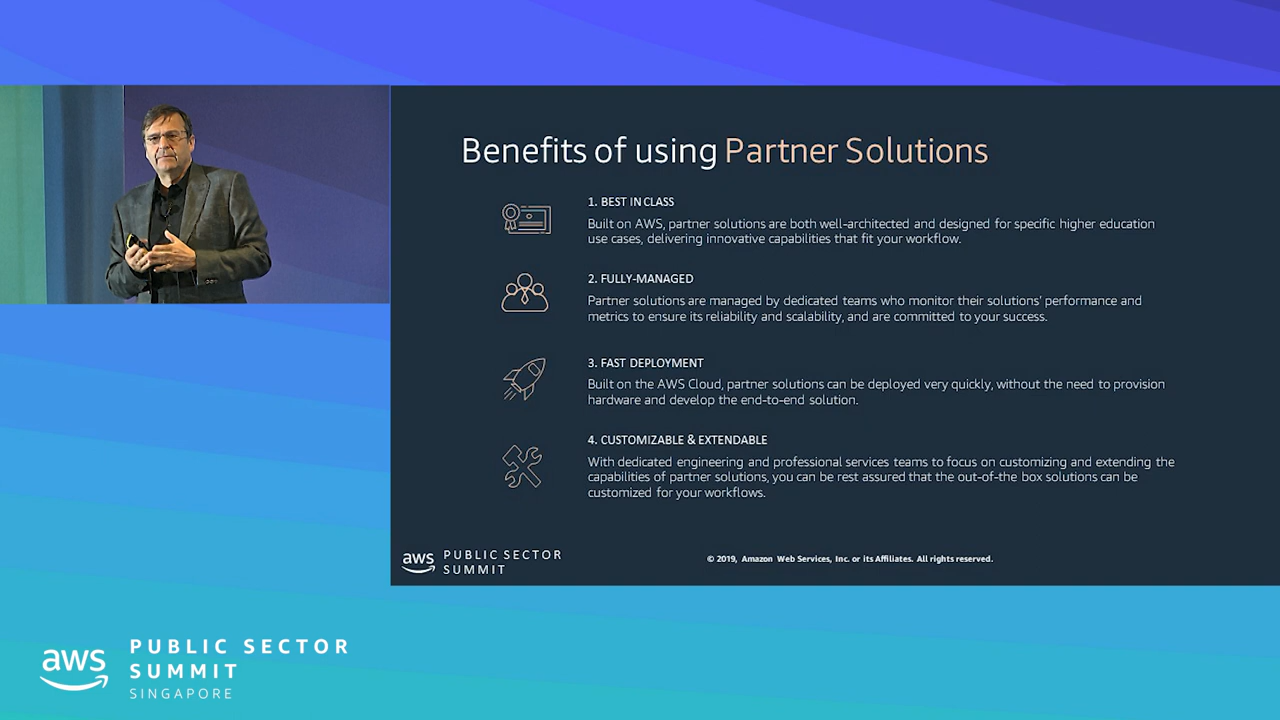 Benefits of using Partner Solutions
1. BEST IN CLASS
Built on AWS, partner solutions are both well-architected and designed for specific higher education
use cases, delivering innovative capabilities that fit your workflow.
2. FULLY-MANAGED
Partner solutions are managed by dedicated teams who monitor their solutions' performance and
metrics to ensure its reliability and scalability, and are committed to your success.
3. FAST DEPLOYMENT
Built on the AWS Cloud, partner solutions can be deployed very quickly, without the need to provision
hardware and develop the end-to-end solution.
4. CUSTOMIZABLE & EXTENDABLE
With dedicated engineering and professional services teams to focus on customizing and extending the
capabilities of partner solutions, you can be rest assured that the out-of-the box solutions can be
customized for your workflows.
aws PUBLIC SECTOR
SUMMIT
© 2019, Amazon Web Services, Inc. or its Affiliates. All rights reserved.
aws PUBLIC SECTOR
SUMMIT
SINGAPORE